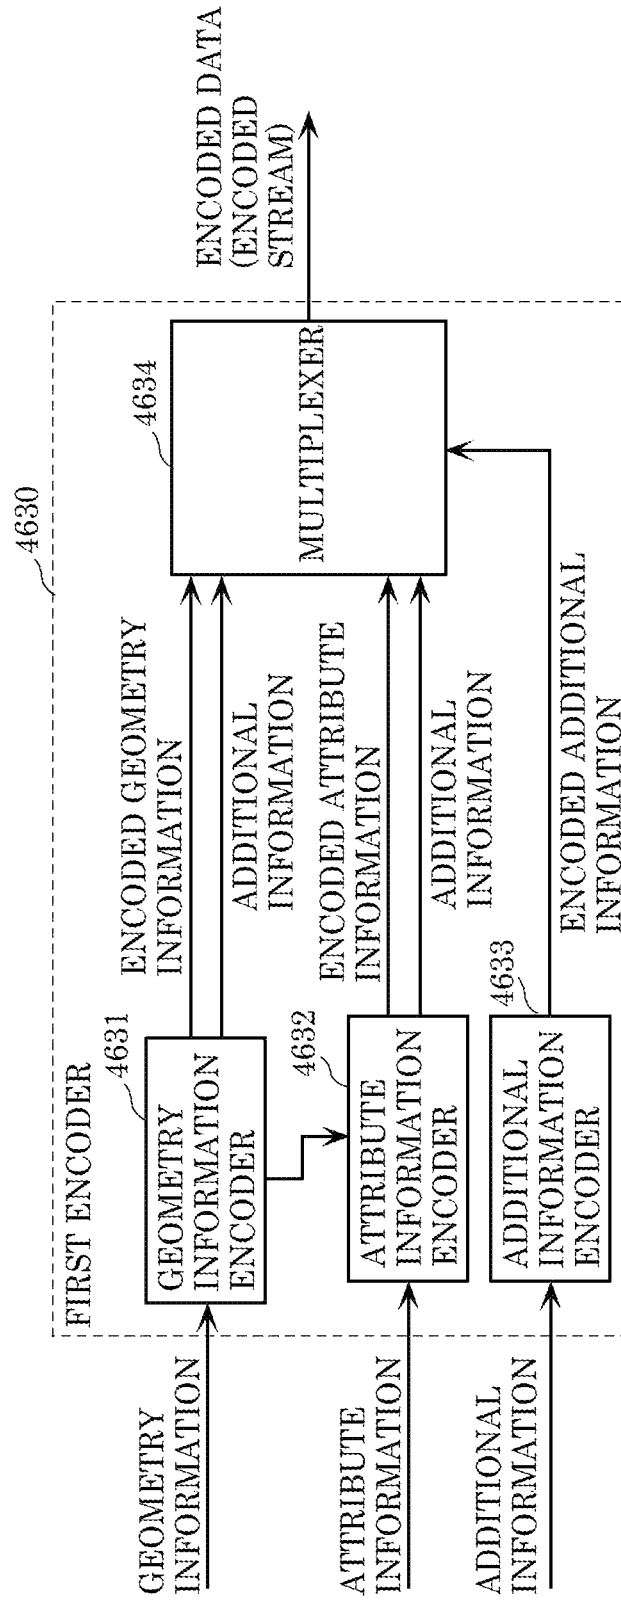 4630
FIRST ENCODER
GEOMETRY
INFORMATION
4631
GEOMETRY
INFORMATION
ENCODER
ENCODED GEOMETRY
INFORMATION
ADDITIONAL
INFORMATION
4634
MULTIPLEXER
ENCODED DATA
(ENCODED
STREAM)
ATTRIBUTE
INFORMATION
4632
ATTRIBUTE
INFORMATION
ENCODER
ENCODED ATTRIBUTE
INFORMATION
ADDITIONAL
INFORMATION
ADDITIONAL
INFORMATION
4633
ADDITIONAL
INFORMATION
ENCODER
ENCODED ADDITIONAL
INFORMATION